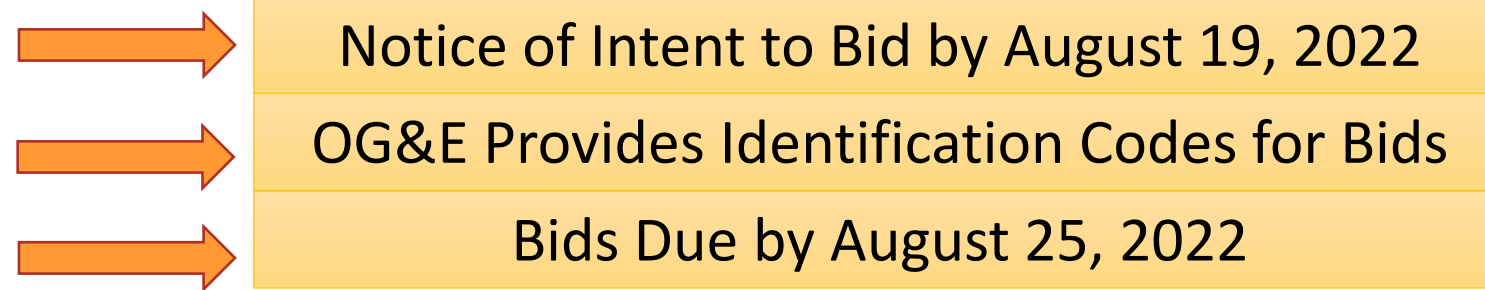 Notice of Intent to Bid by August 19, 2022
OG&E Provides Identification Codes for Bids
Bids Due by August 25, 2022